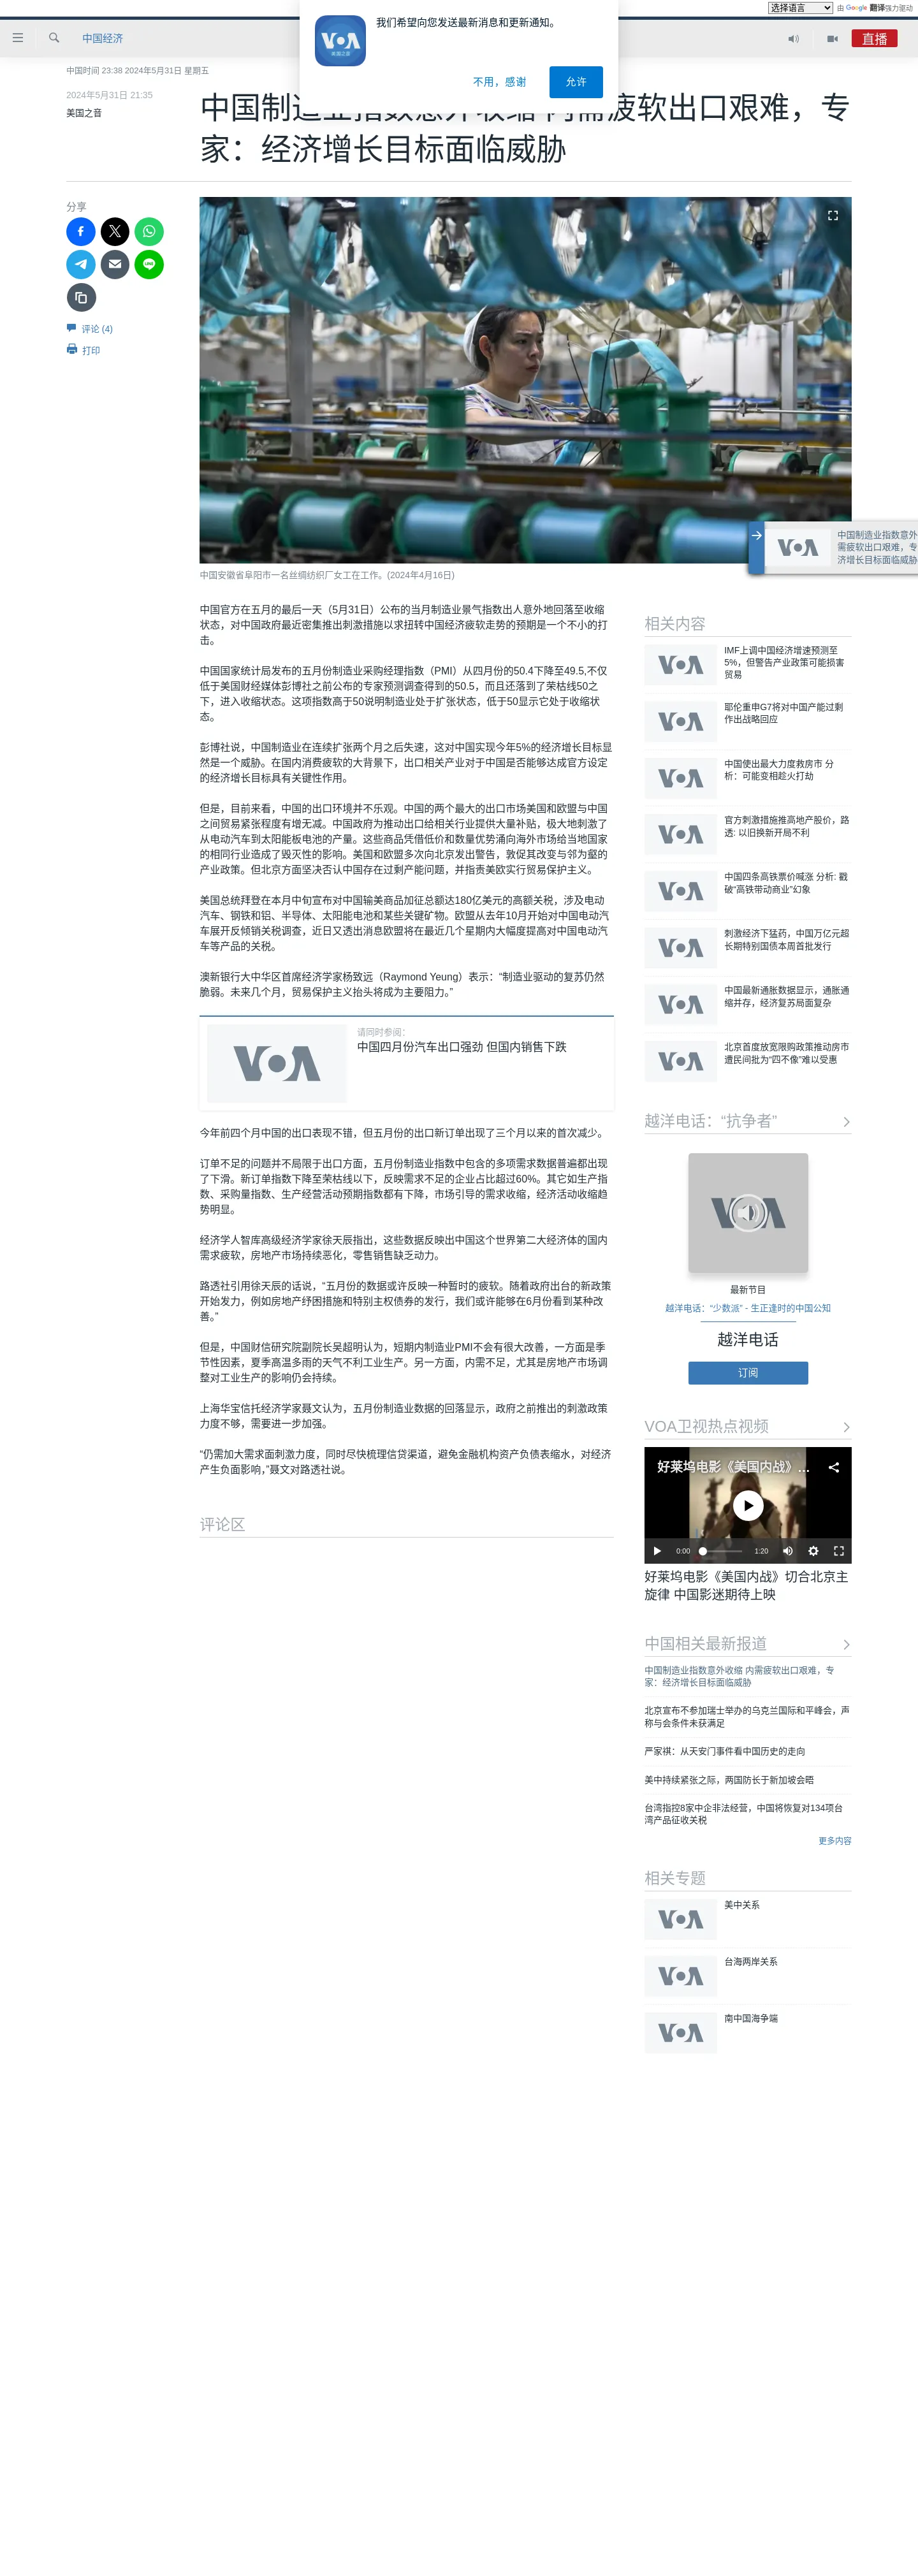 选择语言
由 Google 翻译强力驱动
我们希望向您发送最新消息和更新通知。
VOA
美国之音
不用，感谢
允许
中国经济
直播
中国时间 23:38 2024年5月31日 星期五
2024年5月31日 21:35
美国之音
中国制造业指数意外收缩 内需疲软出口艰难，专
家：经济增长目标面临威胁
分享
LINE
评论 (4)
打印
中国制造业指数意外
需疲软出口艰难，专
济增长目标面临威胁
VOA
中国安徽省阜阳市一名丝绸纺织厂女工在工作。(2024年4月16日)
中国官方在五月的最后一天（5月31日）公布的当月制造业景气指数出人意外地回落至收缩
状态，对中国政府最近密集推出刺激措施以求扭转中国经济疲软走势的预期是一个不小的打
击。
中国国家统计局发布的五月份制造业采购经理指数（PMI）从四月份的50.4下降至49.5,不仅
低于美国财经媒体彭博社之前公布的专家预测调查得到的50.5，而且还落到了荣枯线50之
下，进入收缩状态。这项指数高于50说明制造业处于扩张状态，低于50显示它处于收缩状
态。
彭博社说，中国制造业在连续扩张两个月之后失速，这对中国实现今年5%的经济增长目标显
然是一个威胁。在国内消费疲软的大背景下，出口相关产业对于中国是否能够达成官方设定
的经济增长目标具有关键性作用。
但是，目前来看，中国的出口环境并不乐观。中国的两个最大的出口市场美国和欧盟与中国
之间贸易紧张程度有增无减。中国政府为推动出口给相关行业提供大量补贴，极大地刺激了
从电动汽车到太阳能板电池的产量。这些商品凭借低价和数量优势涌向海外市场给当地国家
的相同行业造成了毁灭性的影响。美国和欧盟多次向北京发出警告，敦促其改变与邻为壑的
产业政策。但北京方面坚决否认中国存在过剩产能问题，并指责美欧实行贸易保护主义。
美国总统拜登在本月中旬宣布对中国输美商品加征总额达180亿美元的高额关税，涉及电动
汽车、钢铁和铝、半导体、太阳能电池和某些关键矿物。欧盟从去年10月开始对中国电动汽
车展开反倾销关税调查，近日又透出消息欧盟将在最近几个星期内大幅度提高对中国电动汽
车等产品的关税。
澳新银行大中华区首席经济学家杨致远（Raymond Yeung）表示：“制造业驱动的复苏仍然
脆弱。未来几个月，贸易保护主义抬头将成为主要阻力。”
VOA
请同时参阅：
中国四月份汽车出口强劲 但国内销售下跌
今年前四个月中国的出口表现不错，但五月份的出口新订单出现了三个月以来的首次减少。
订单不足的问题并不局限于出口方面，五月份制造业指数中包含的多项需求数据普遍都出现
了下滑。新订单指数下降至荣枯线以下，反映需求不足的企业占比超过60%。其它如生产指
数、采购量指数、生产经营活动预期指数都有下降，市场引导的需求收缩，经济活动收缩趋
势明显。
经济学人智库高级经济学家徐天辰指出，这些数据反映出中国这个世界第二大经济体的国内
需求疲软，房地产市场持续恶化，零售销售缺乏动力。
路透社引用徐天辰的话说，“五月份的数据或许反映一种暂时的疲软。随着政府出台的新政策
开始发力，例如房地产纾困措施和特别主权债券的发行，我们或许能够在6月份看到某种改
善。”
但是，中国财信研究院副院长吴超明认为，短期内制造业PMI不会有很大改善，一方面是季
节性因素，夏季高温多雨的天气不利工业生产。另一方面，内需不足，尤其是房地产市场调
整对工业生产的影响仍会持续。
上海华宝信托经济学家聂文认为，五月份制造业数据的回落显示，政府之前推出的刺激政策
力度不够，需要进一步加强。
“仍需加大需求面刺激力度，同时尽快梳理信贷渠道，避免金融机构资产负债表缩水，对经济
产生负面影响，”聂文对路透社说。
评论区
相关内容
VOA
IMF上调中国经济增速预测至
5%，但警告产业政策可能损害
贸易
VOA
耶伦重申G7将对中国产能过剩
作出战略回应
VOA
中国使出最大力度救房市 分
析：可能变相趁火打劫
VOA
官方刺激措施推高地产股价，路
透: 以旧换新开局不利
VOA
中国四条高铁票价喊涨 分析: 戳
破“高铁带动商业”幻象
VOA
刺激经济下猛药，中国万亿元超
长期特别国债本周首批发行
VOA
中国最新通胀数据显示，通胀通
缩并存，经济复苏局面复杂
VOA
北京首度放宽限购政策推动房市
遭民间批为“四不像”难以受惠
越洋电话：“抗争者”
VOA
最新节目
越洋电话：“少数派” - 生正逢时的中国公知
越洋电话
订阅
VOA卫视热点视频
好莱坞电影《美国内战》...
0:00
1:20
好莱坞电影《美国内战》切合北京主
旋律 中国影迷期待上映
中国相关最新报道
中国制造业指数意外收缩 内需疲软出口艰难，专
家：经济增长目标面临威胁
北京宣布不参加瑞士举办的乌克兰国际和平峰会，声
称与会条件未获满足
严家祺：从天安门事件看中国历史的走向
美中持续紧张之际，两国防长于新加坡会晤
台湾指控8家中企非法经营，中国将恢复对134项台
湾产品征收关税
更多内容
相关专题
VOA
美中关系
VOA
台海两岸关系
VOA
南中国海争端